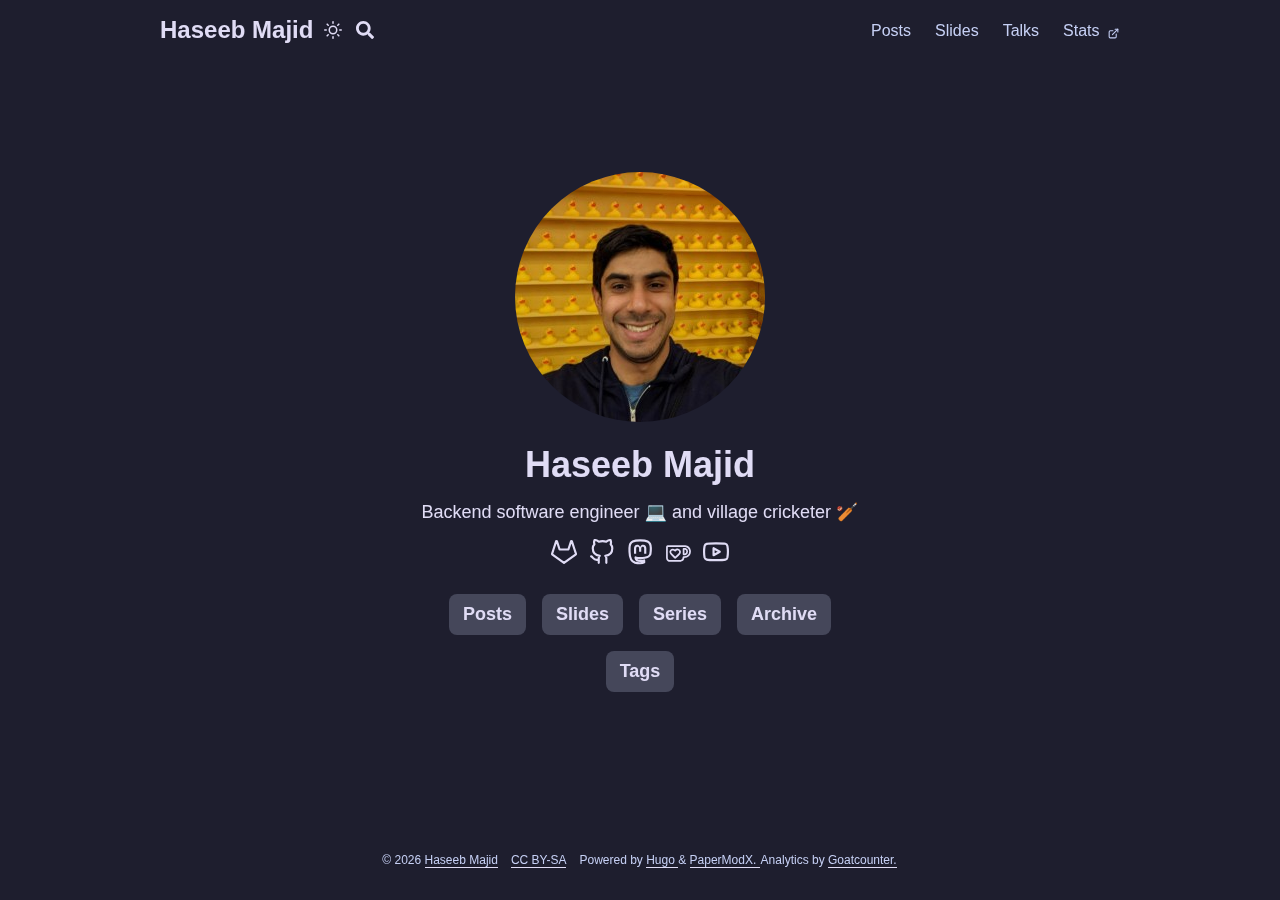 Haseeb Majid
Posts Slides Talks Stats
Haseeb Majid
Backend software engineer 💻 and village cricketer 🏏
Posts Slides Series Archive
Tags
© 2026 Haseeb Majid CC BY-SA Powered by Hugo & PaperModX. Analytics by Goatcounter.